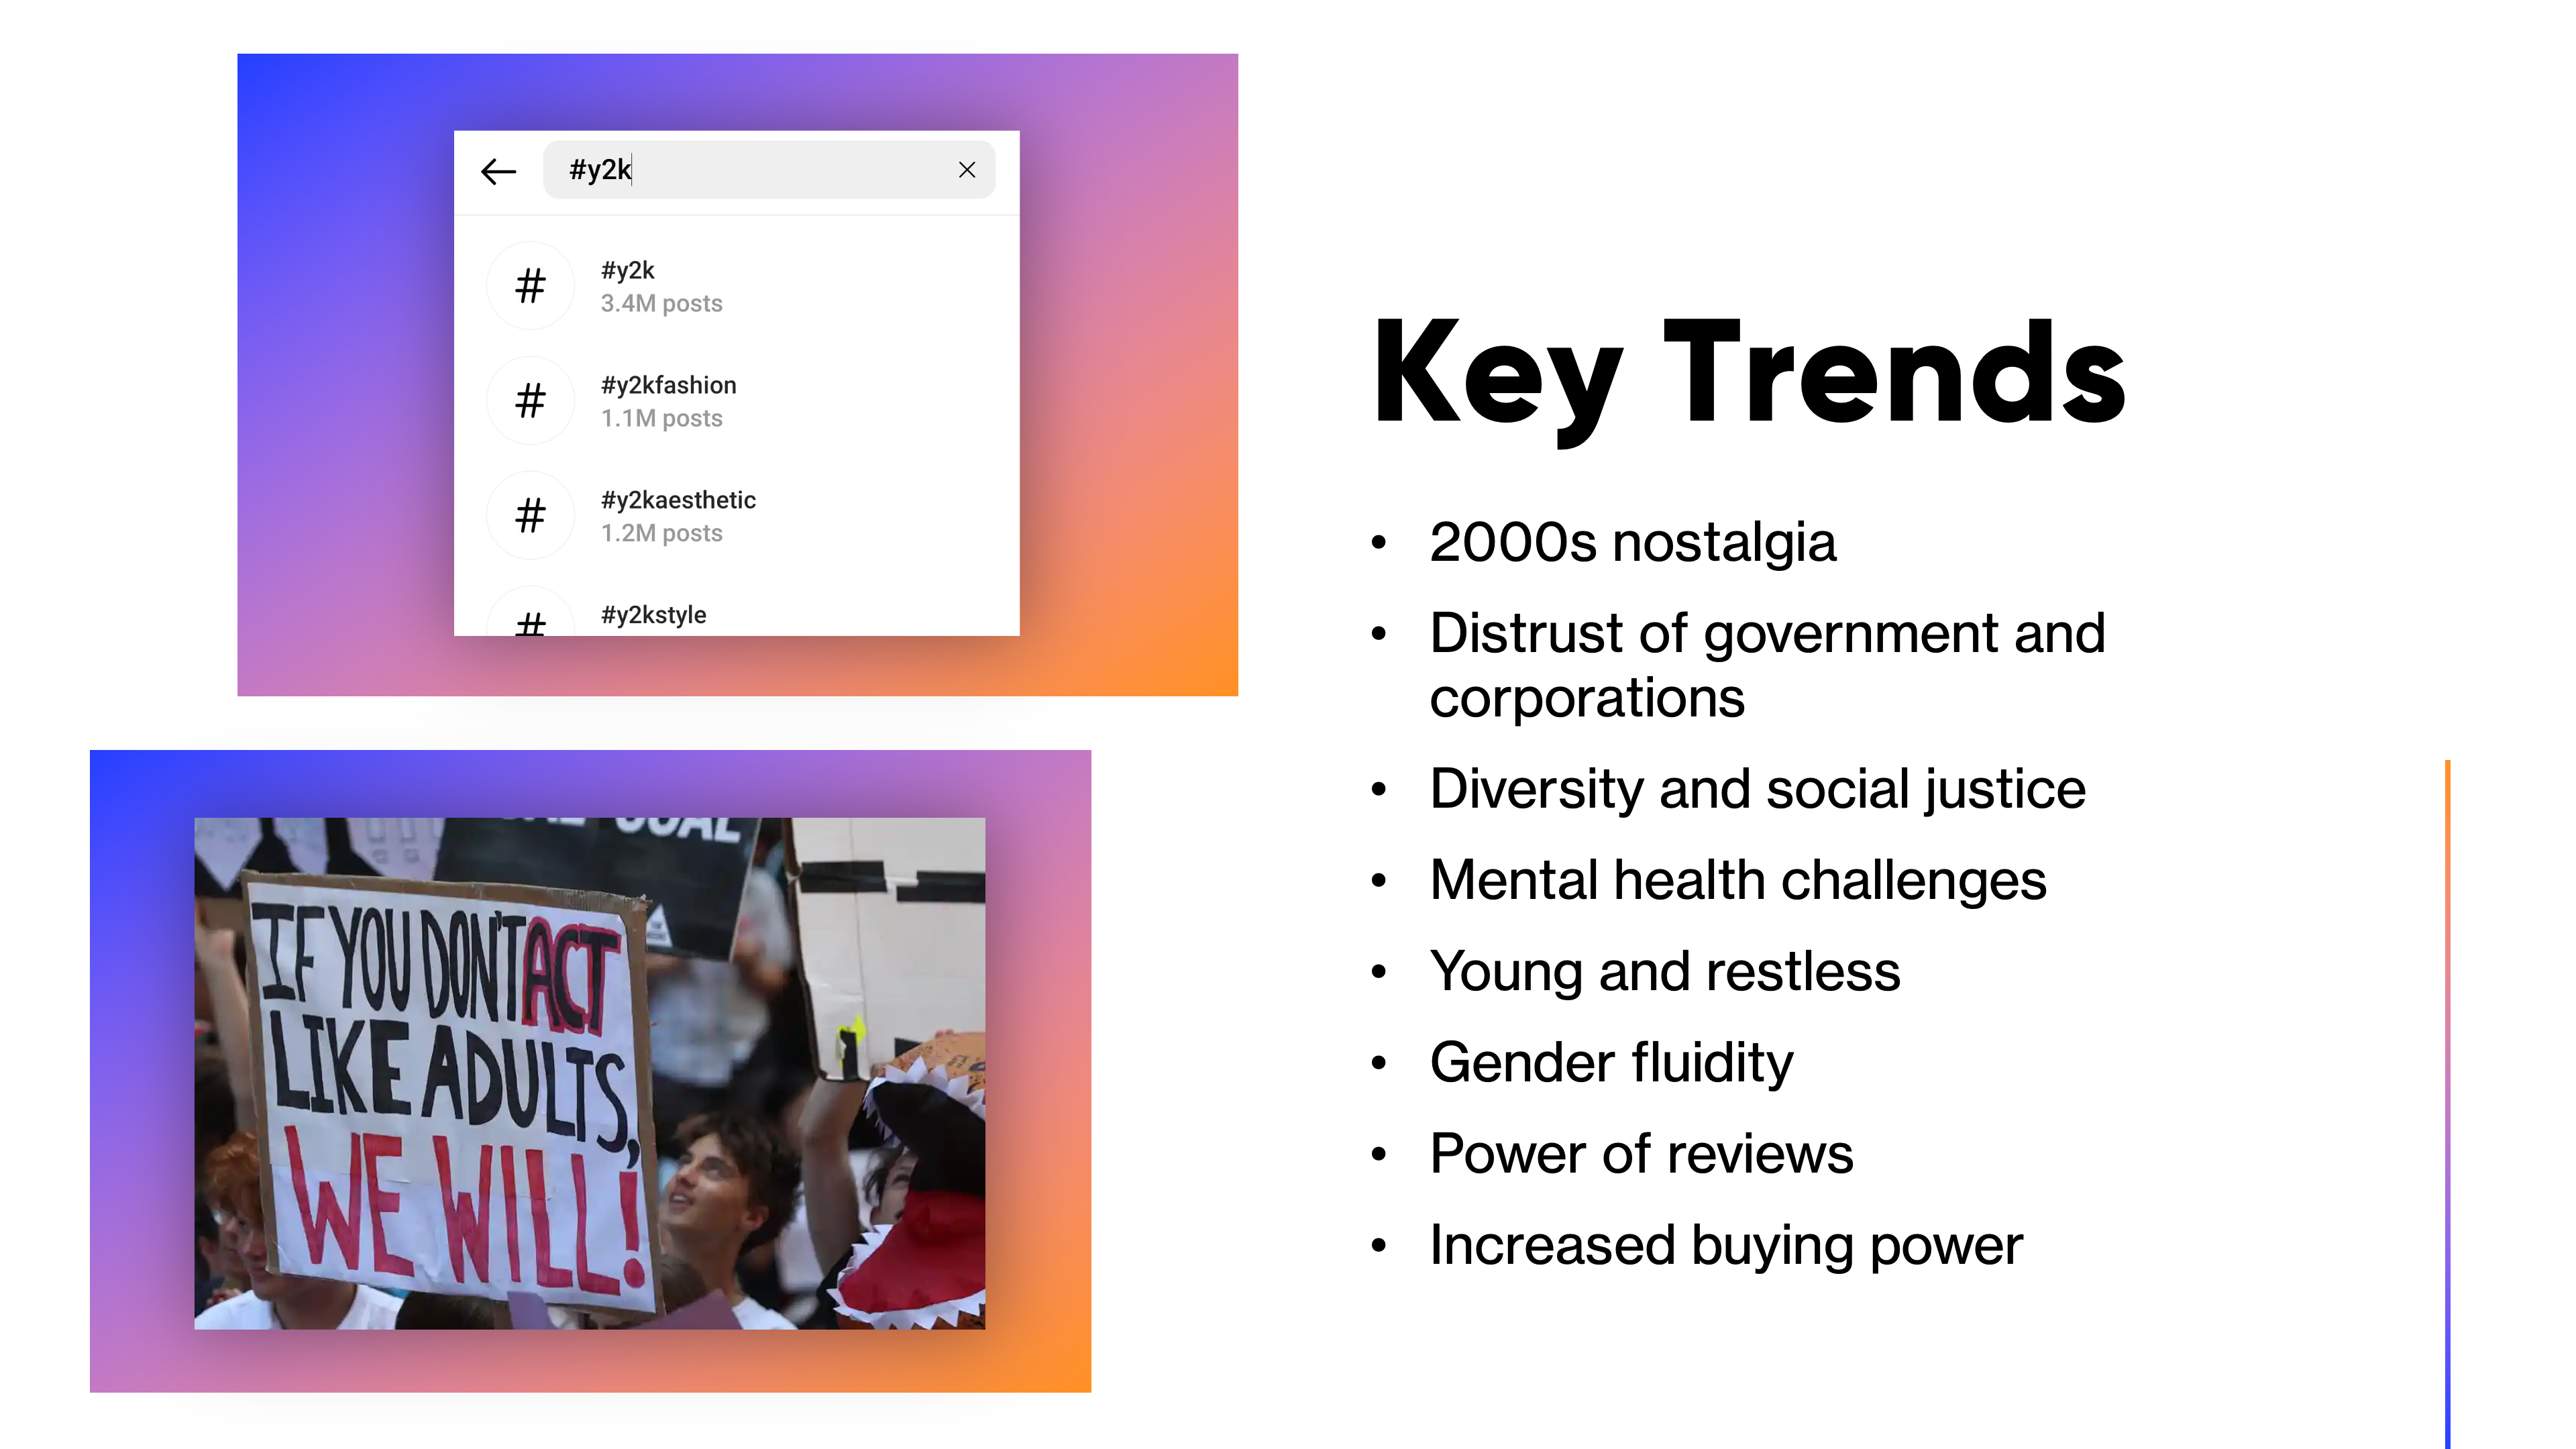 #y2k
#y2k
3.4M posts
#y2kfashion
1.1M posts
#y2kaesthetic
1.2M posts
#y2kstyle
COAL
IF YOU DON'T ACT
LIKE ADULTS,
WE WILL!
Key Trends
• 2000s nostalgia
• Distrust of government and
corporations
• Diversity and social justice
• Mental health challenges
• Young and restless
• Gender fluidity
• Power of reviews
• Increased buying power